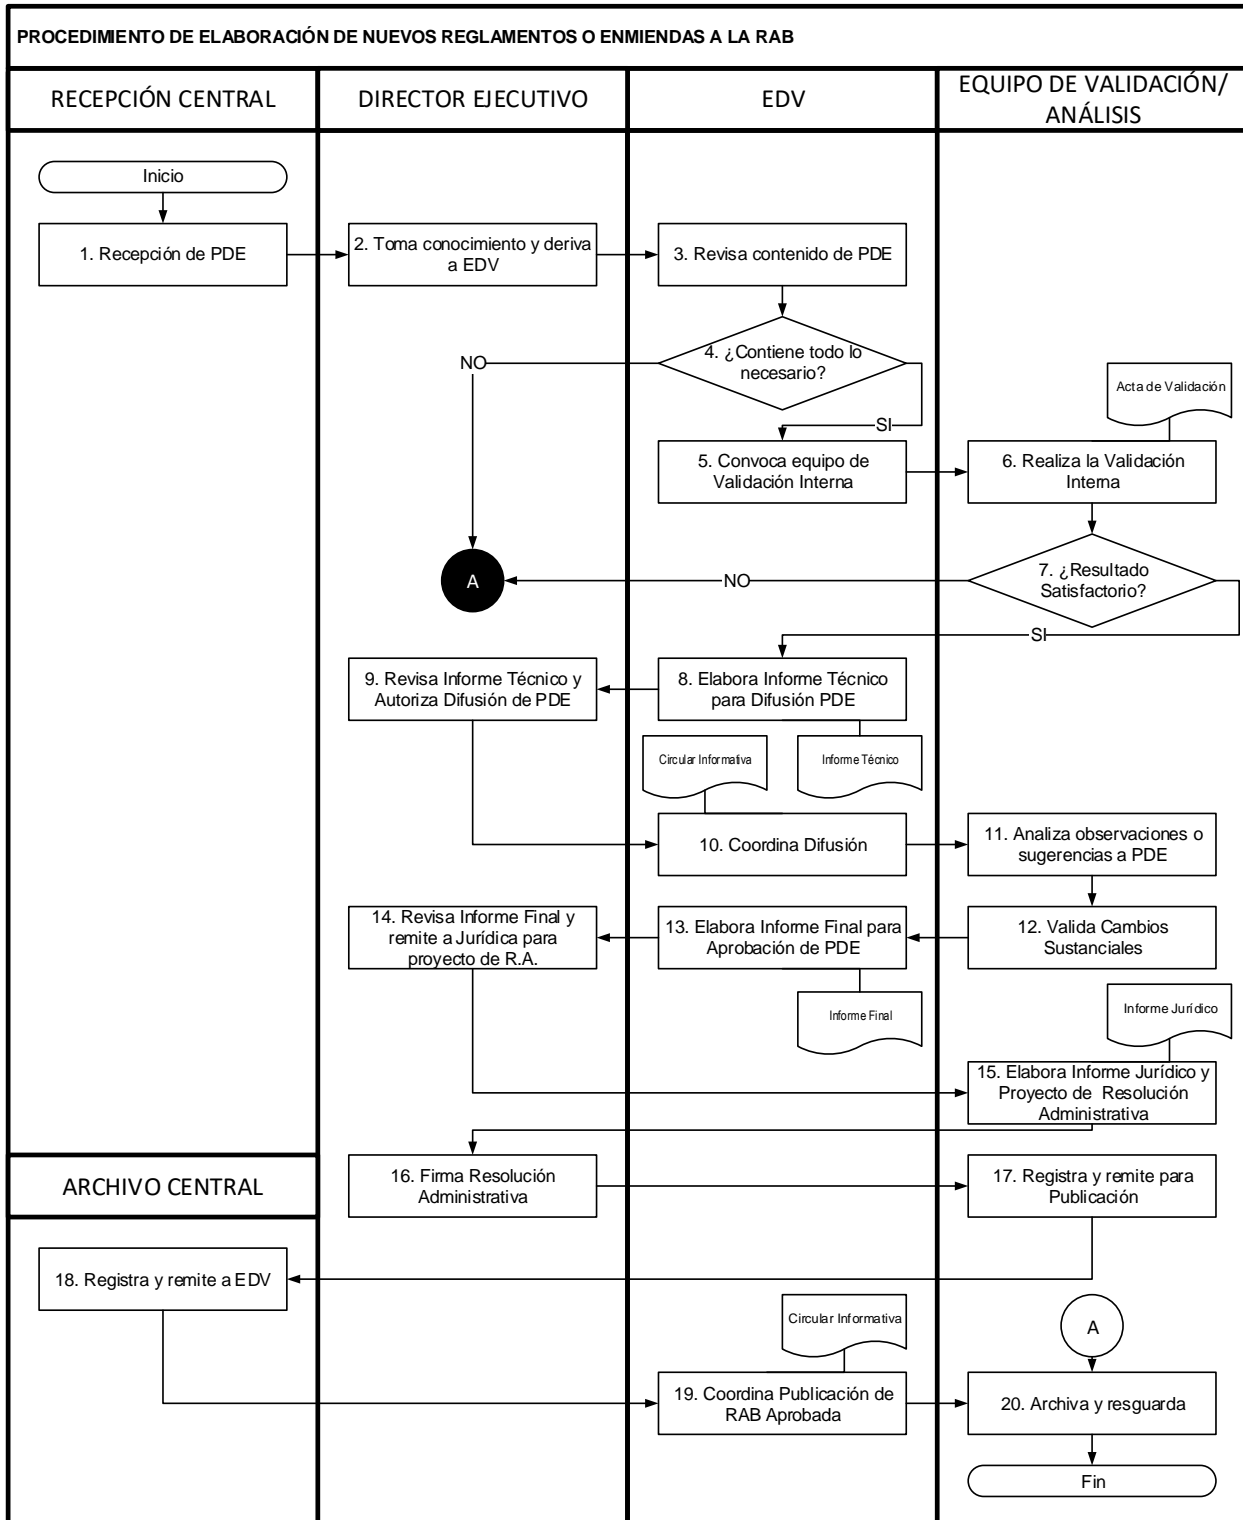 PROCEDIMIENTO DE ELABORACIÓN DE NUEVOS REGLAMENTOS O ENMIENDAS A LA RAB
RECEPCIÓN CENTRAL
DIRECTOR EJECUTIVO
EDV
EQUIPO DE VALIDACIÓN/
ANÁLISIS
Inicio
1. Recepción de PDE
2. Toma conocimiento y deriva
a EDV
3. Revisa contenido de PDE
4. ¿Contiene todo lo
necesario?
NO
SI
Acta de Validación
5. Convoca equipo de
Validación Interna
6. Realiza la Validación
Interna
7. ¿Resultado
Satisfactorio?
NO
A
SI
9. Revisa Informe Técnico y
Autoriza Difusión de PDE
8. Elabora Informe Técnico
para Difusión PDE
Circular Informativa
Informe Técnico
10. Coordina Difusión
11. Analiza observaciones o
sugerencias a PDE
14. Revisa Informe Final y
remite a Jurídica para
proyecto de R.A.
13. Elabora Informe Final para
Aprobación de PDE
12. Valida Cambios
Sustanciales
Informe Final
Informe Jurídico
15. Elabora Informe Jurídico y
Proyecto de Resolución
Administrativa
ARCHIVO CENTRAL
16. Firma Resolución
Administrativa
17. Registra y remite para
Publicación
18. Registra y remite a EDV
Circular Informativa
A
19. Coordina Publicación de
RAB Aprobada
20. Archiva y resguarda
Fin